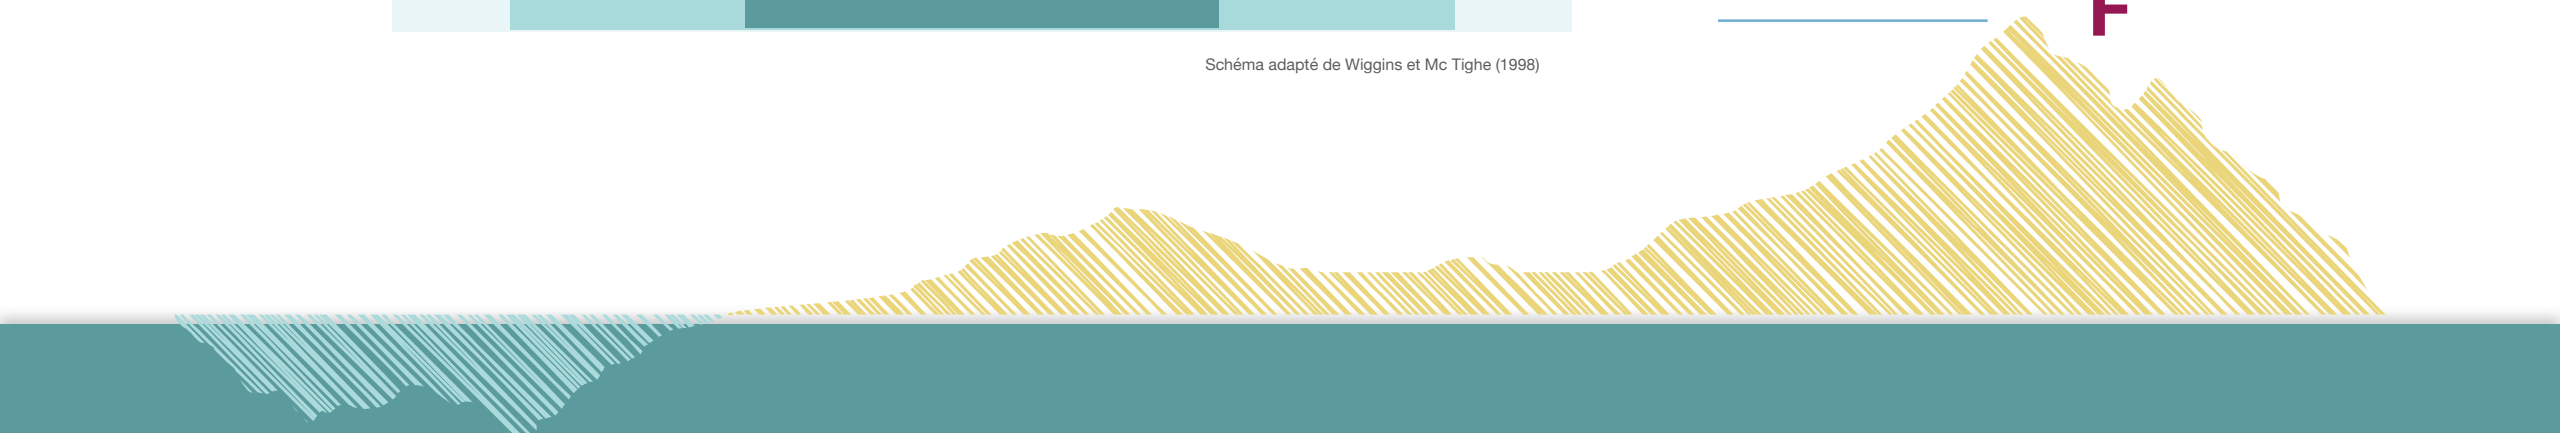 Schéma adapté de Wiggins et Mc Tighe (1998)